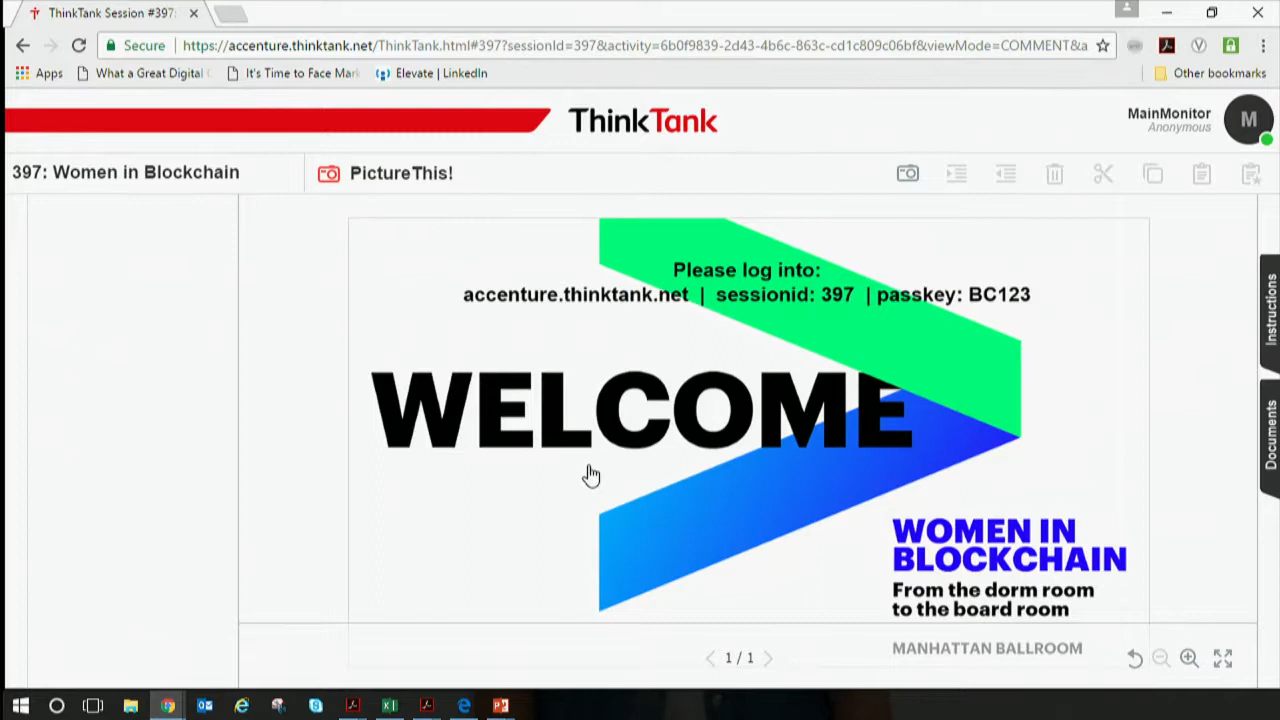 ThinkTank Session #397:
Secure
https://accenture.thinktank.net/ThinkTank.html#397?sessionId=397&activity=6b0f9839-2d43-4b6c-863c-cd1c809c06bf&viewMode=COMMENT&a
Apps
What a Great Digital
It's Time to Face Mar
Elevate | LinkedIn
Other bookmarks
ThinkTank
MainMonitor
Anonymous
M
397: Women in Blockchain
PictureThis!
Please log into:
accenture.thinktank.net | sessionid: 397 | passkey: BC123
WELCOME
WOMEN IN
BLOCKCHAIN
From the dorm room
to the board room
MANHATTAN BALLROOM
1 / 1
Instructions
Documents